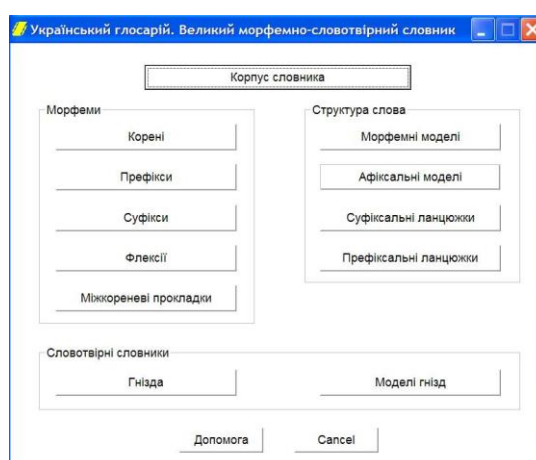 Український глосарій. Великий морфемно-словотвірний словник
Корпус словника
Морфеми
Корені
Префікси
Суфікси
Флексії
Міжкореневі прокладки
Структура слова
Морфемні моделі
Афіксальні моделі
Суфіксальні ланцюжки
Префіксальні ланцюжки
Словотвірні словники
Гнізда
Моделі гнізд
Допомога
Cancel